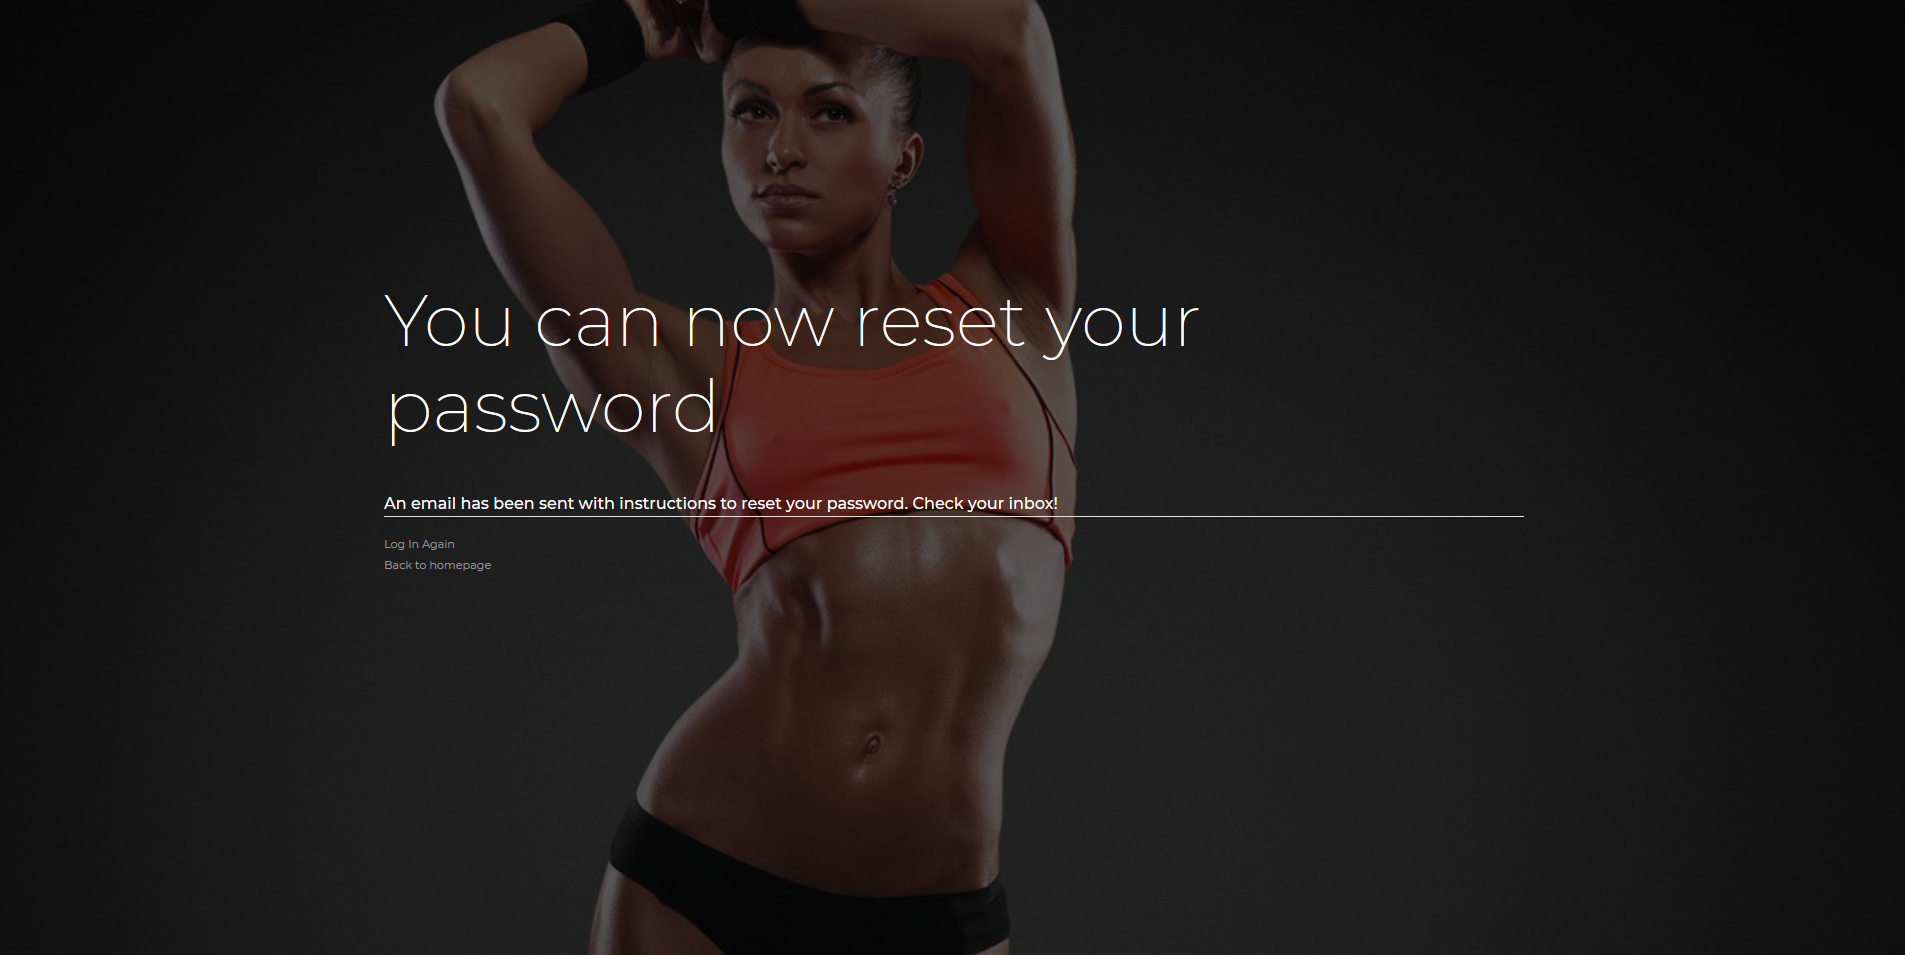 You can now reset your
password
An email has been sent with instructions to reset your password. Check your inbox!
Log In Again
Back to homepage